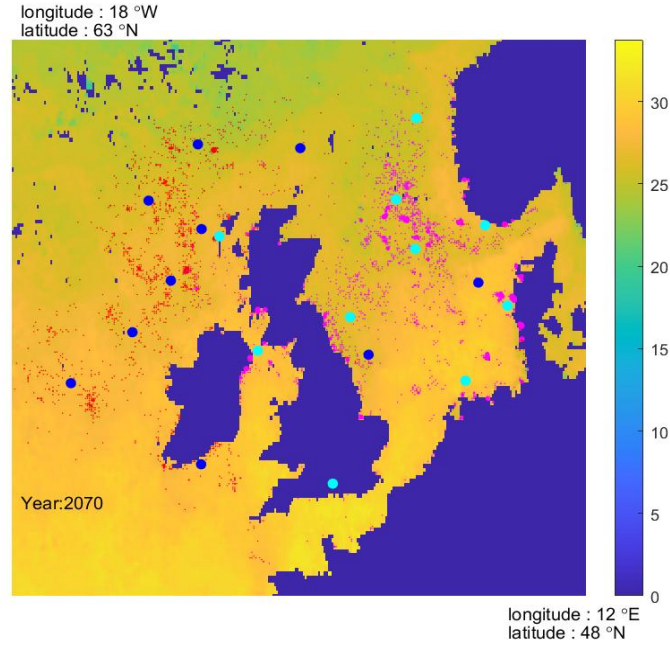 longitude : 18 °W
latitude : 63 °N
30
25
20
15
10
5
0
Year:2070
longitude : 12 °E
latitude : 48 °N